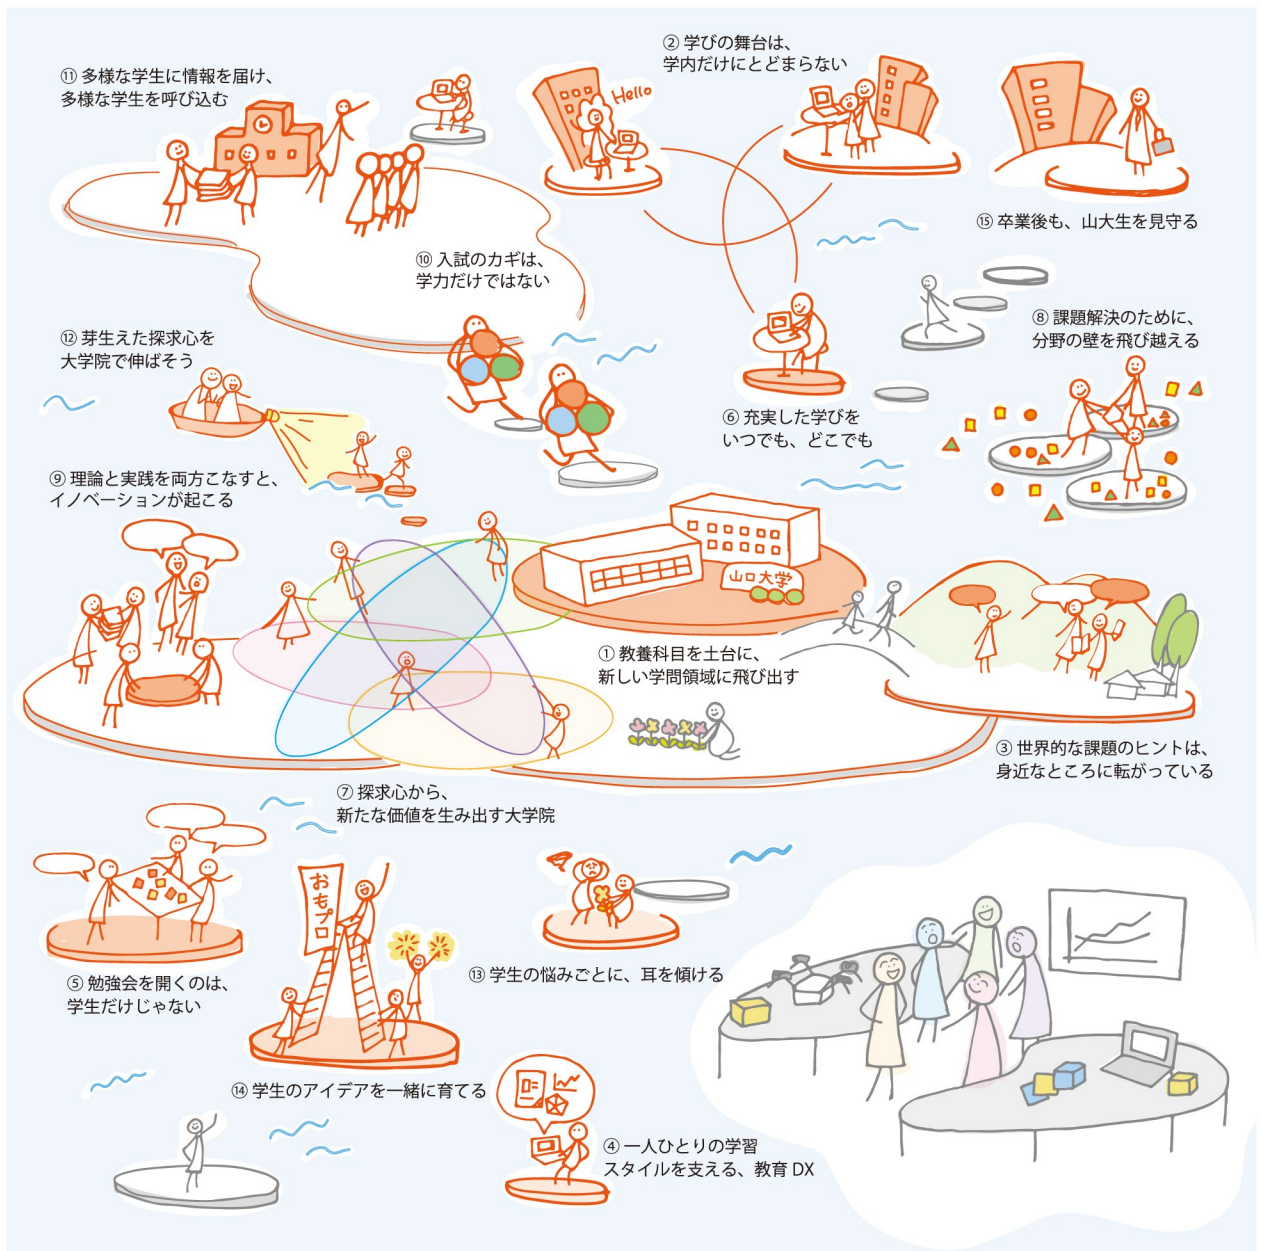 ⑪ 多様な学生に情報を届け、
多様な学生を呼び込む
② 学びの舞台は、
学内だけにとどまらない
Hello
⑮ 卒業後も、山大生を見守る
⑩ 入試のカギは、
学力だけではない
⑫ 芽生えた探求心を
大学院で伸ばそう
⑧ 課題解決のために、
分野の壁を飛び越える
⑥ 充実した学びを
いつでも、どこでも
⑨ 理論と実践を両方こなすと、
イノベーションが起こる
山口大学
① 教養科目を土台に、
新しい学問領域に飛び出す
③ 世界的な課題のヒントは、
身近なところに転がっている
⑦ 探求心から、
新たな価値を生み出す大学院
おもプロ
⑤ 勉強会を開くのは、
学生だけじゃない
⑬ 学生の悩みごとに、耳を傾ける
⑭ 学生のアイデアを一緒に育てる
④ 一人ひとりの学習
スタイルを支える、教育 DX